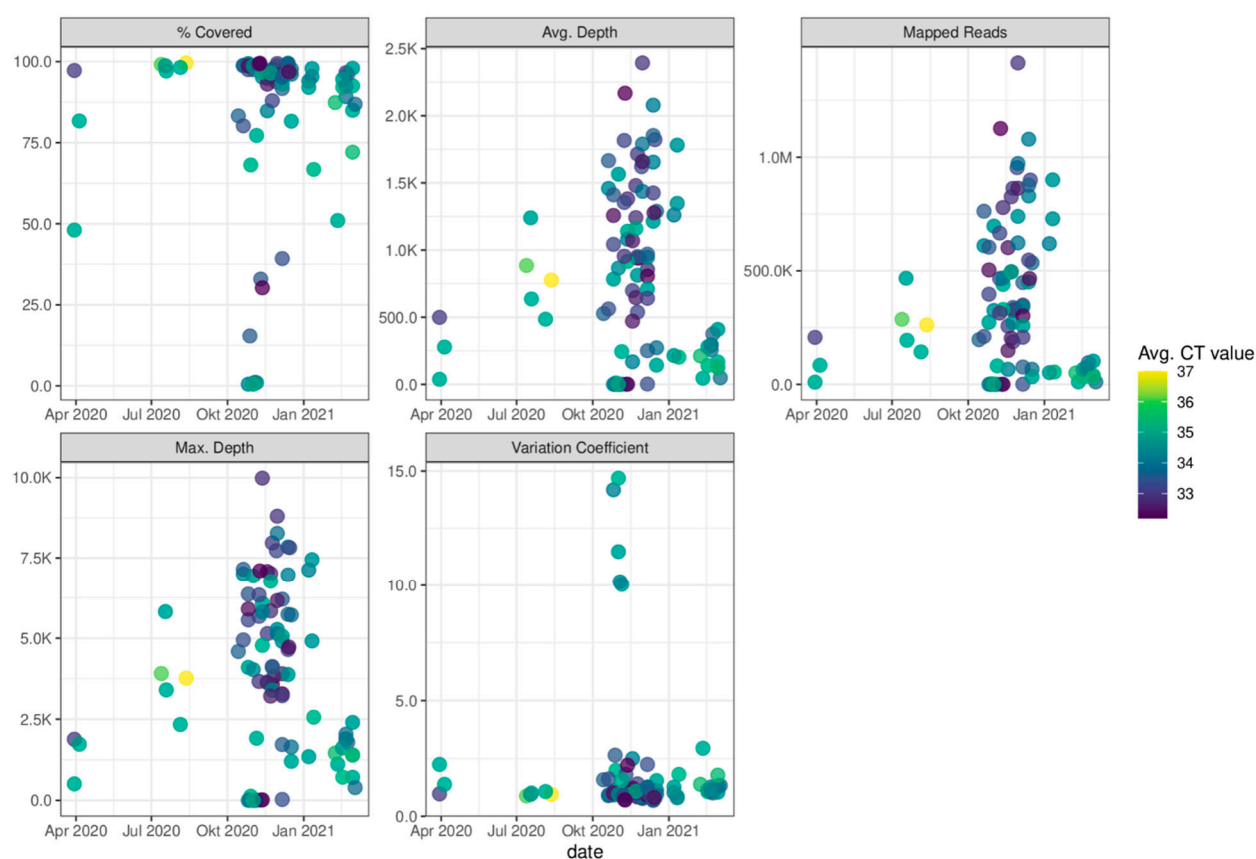 % Covered
Avg. Depth
Mapped Reads
100.0
75.0
50.0
25.0
0.0
2.5K
2.0K
1.5K
1.0K
500.0
0.0
1.0M
500.0K
0.0
Apr 2020 Jul 2020 Okt 2020 Jan 2021
Apr 2020 Jul 2020 Okt 2020 Jan 2021
Apr 2020 Jul 2020 Okt 2020 Jan 2021
Avg. CT value
37
36
35
34
33
Max. Depth
Variation Coefficient
10.0K
7.5K
5.0K
2.5K
0.0
15.0
10.0
5.0
0.0
Apr 2020 Jul 2020 Okt 2020 Jan 2021
Apr 2020 Jul 2020 Okt 2020 Jan 2021
date